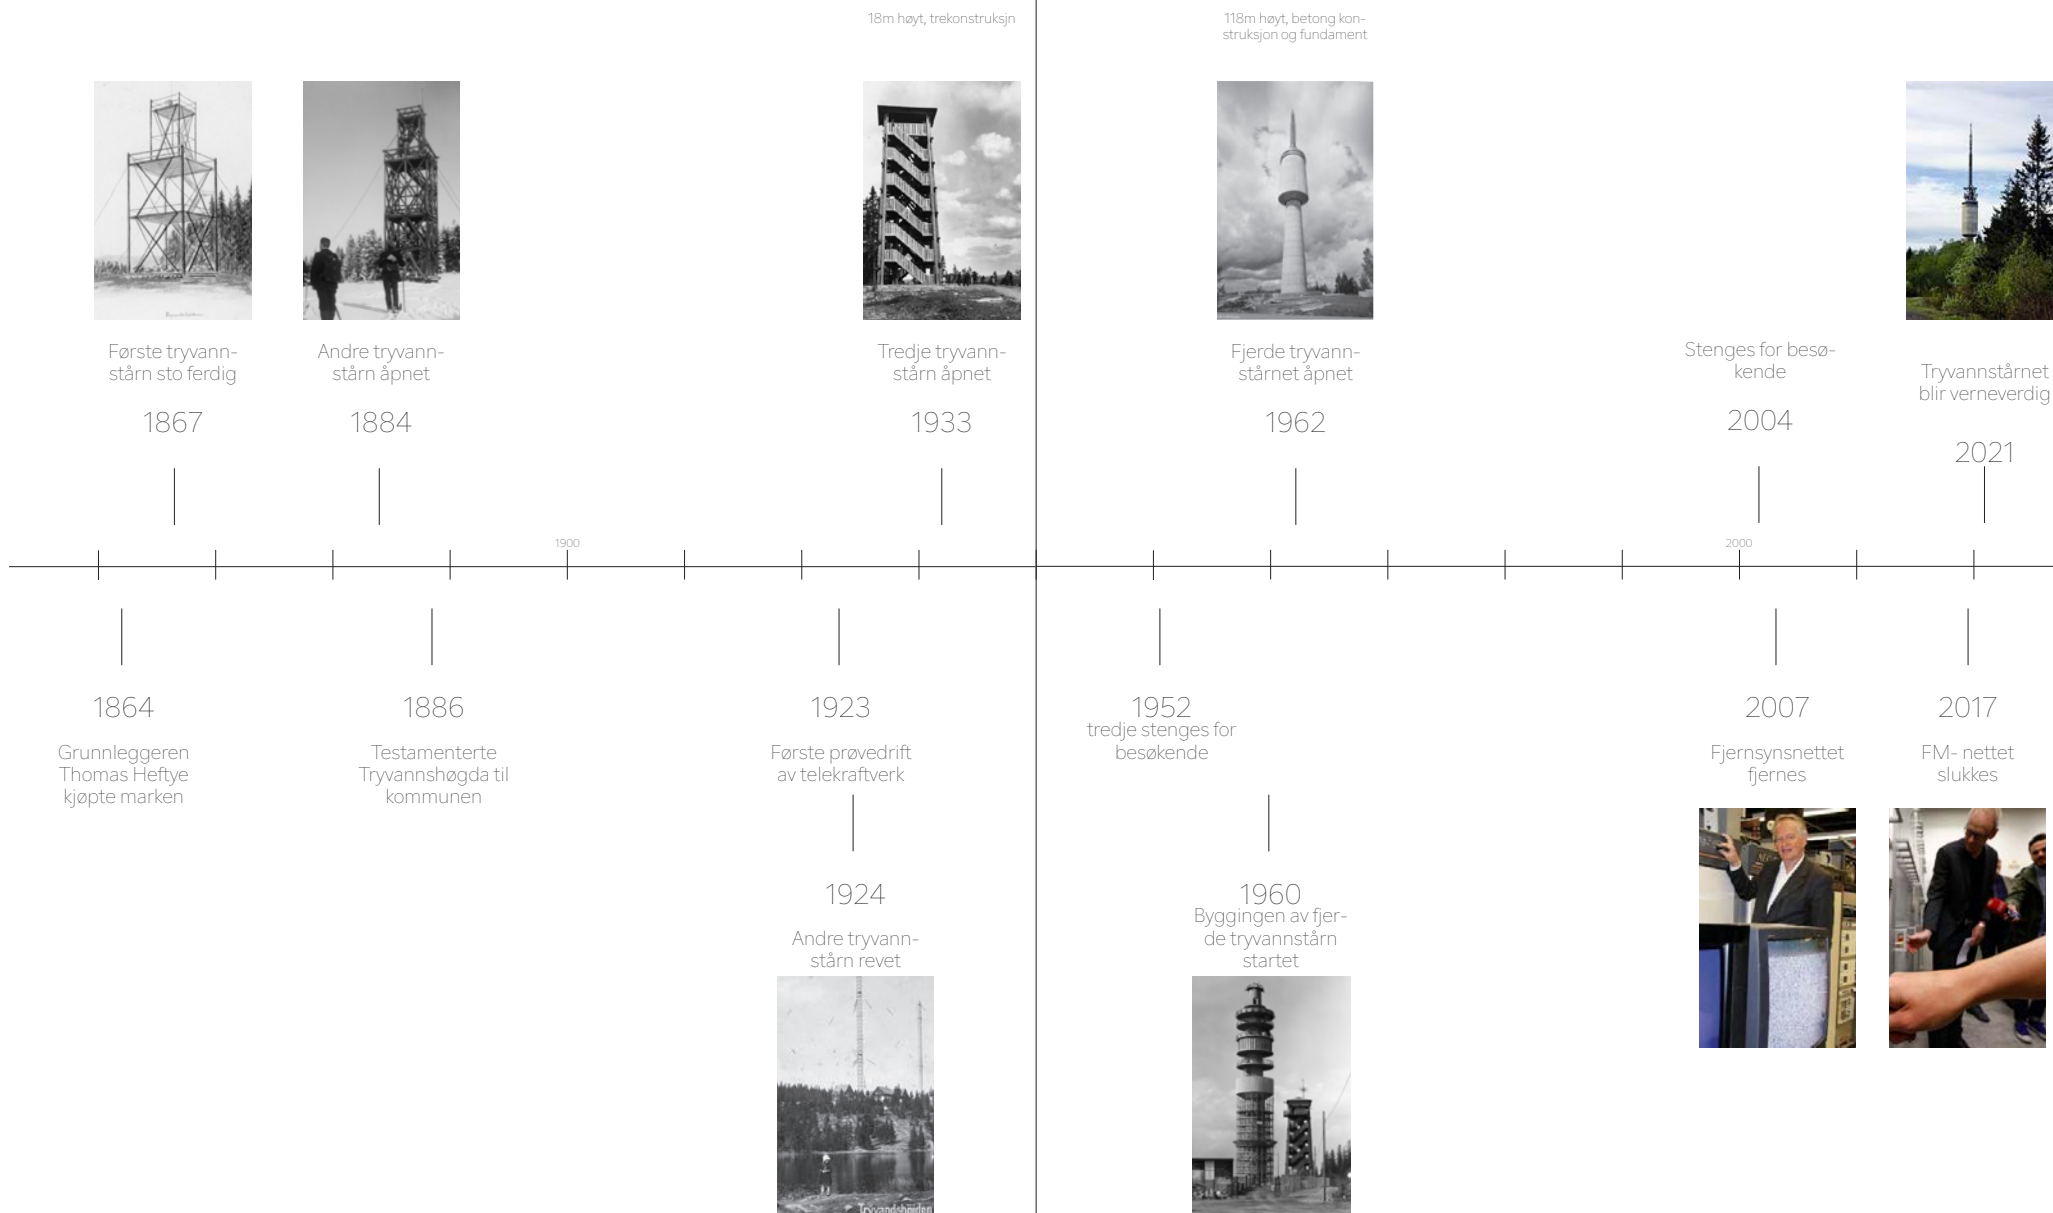 18m høyt, trekonstruksjn
118m høyt, betong kon-
struksjon og fundament
Første tryvann-
stårn sto ferdig
1867
Andre tryvann-
stårn åpnet
1884
Tredje tryvann-
stårn åpnet
1933
Fjerde tryvann-
stårnet åpnet
1962
Stenges for besø-
kende
2004
Tryvannstårnet
blir verneverdig
2021
1900
2000
1864
Grunnleggeren
Thomas Heftye
kjøpte marken
1886
Testamenterte
Tryvannshøgda til
kommunen
1923
Første prøvedrift
av telekraftverk
1924
Andre tryvann-
stårn revet
Tryvandshöiden
1952
tredje stenges for
besøkende
1960
Byggingen av fjer-
de tryvannstårn
startet
2007
Fjernsynsnettet
fjernes
2017
FM- nettet
slukkes